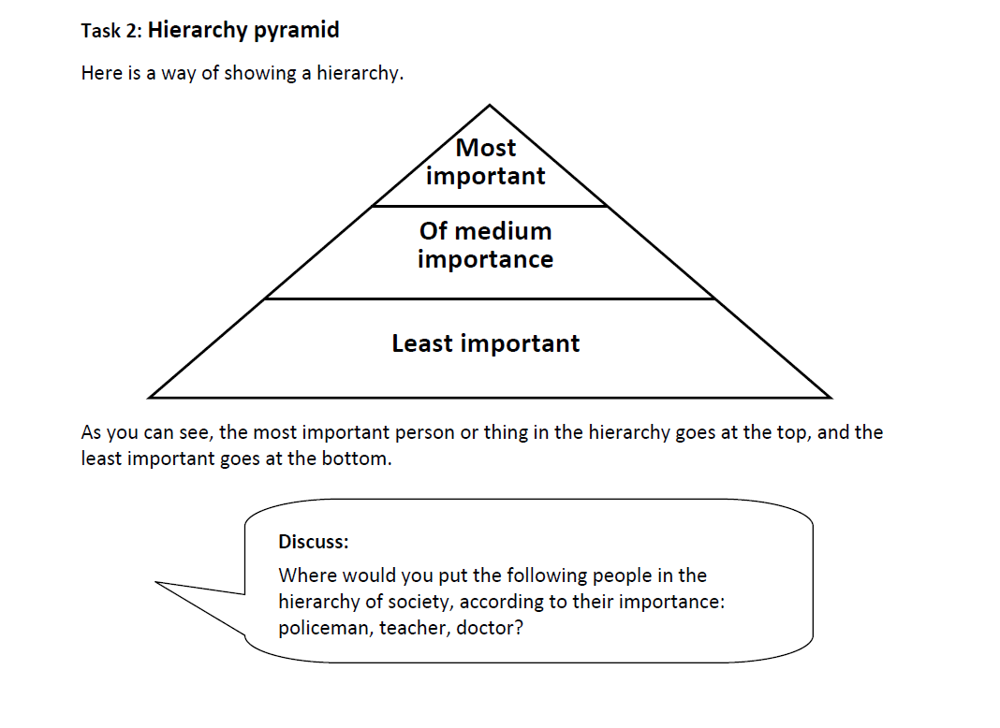 Task 2: Hierarchy pyramid
Here is a way of showing a hierarchy.
Most
important
Of medium
importance
Least important
As you can see, the most important person or thing in the hierarchy goes at the top, and the
least important goes at the bottom.
Discuss:
Where would you put the following people in the
hierarchy of society, according to their importance:
policeman, teacher, doctor?